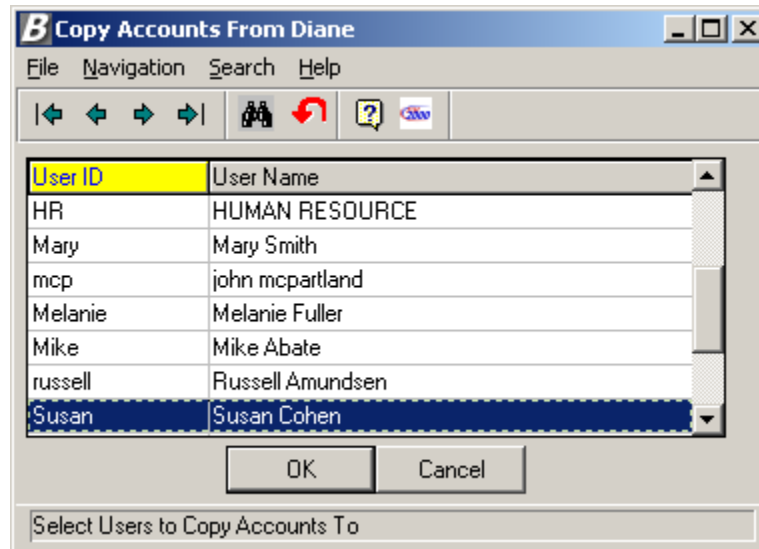 B Copy Accounts From Diane
File Navigation Search Help
User ID User Name
HR HUMAN RESOURCE
Mary Mary Smith
mcp john mcpartland
Melanie Melanie Fuller
Mike Mike Abate
russell Russell Amundsen
Susan Susan Cohen
OK Cancel
Select Users to Copy Accounts To